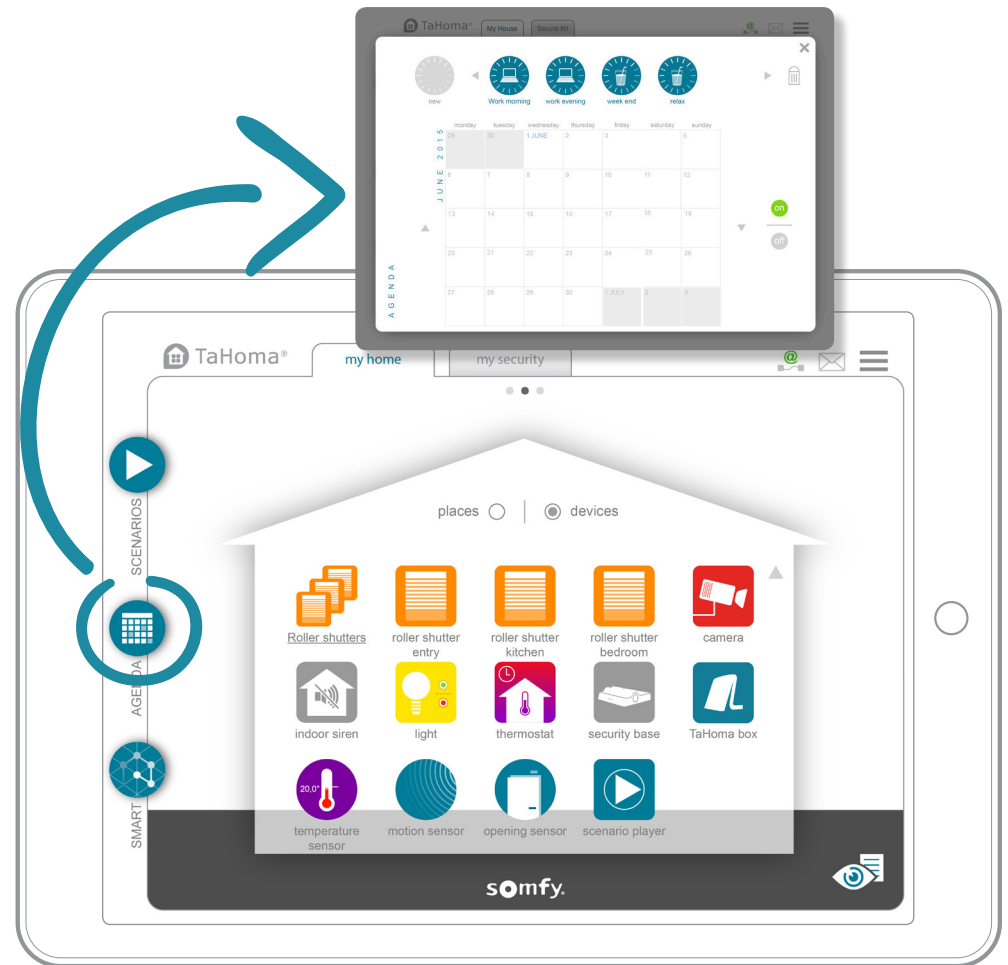 TaHoma® My House Secure Kit @
new Work morning work evening week end relax
monday tuesday wednesday thursday friday saturday sunday
JUNE 2015
29 30 1 JUNE 2 3 5
6 7 8 9 10 11 12
13 14 15 16 17 18 19
20 21 22 23 24 25 26
27 28 29 30 1 JULY 2 3
on
off
AGENDA
TaHoma® my home my security @
places devices
SCENARIOS
AGENDA
SMART
Roller shutters roller shutter roller shutter roller shutter camera
entry kitchen bedroom
indoor siren light thermostat security base TaHoma box
20,0°
temperature motion sensor opening sensor scenario player
sensor
somfy.